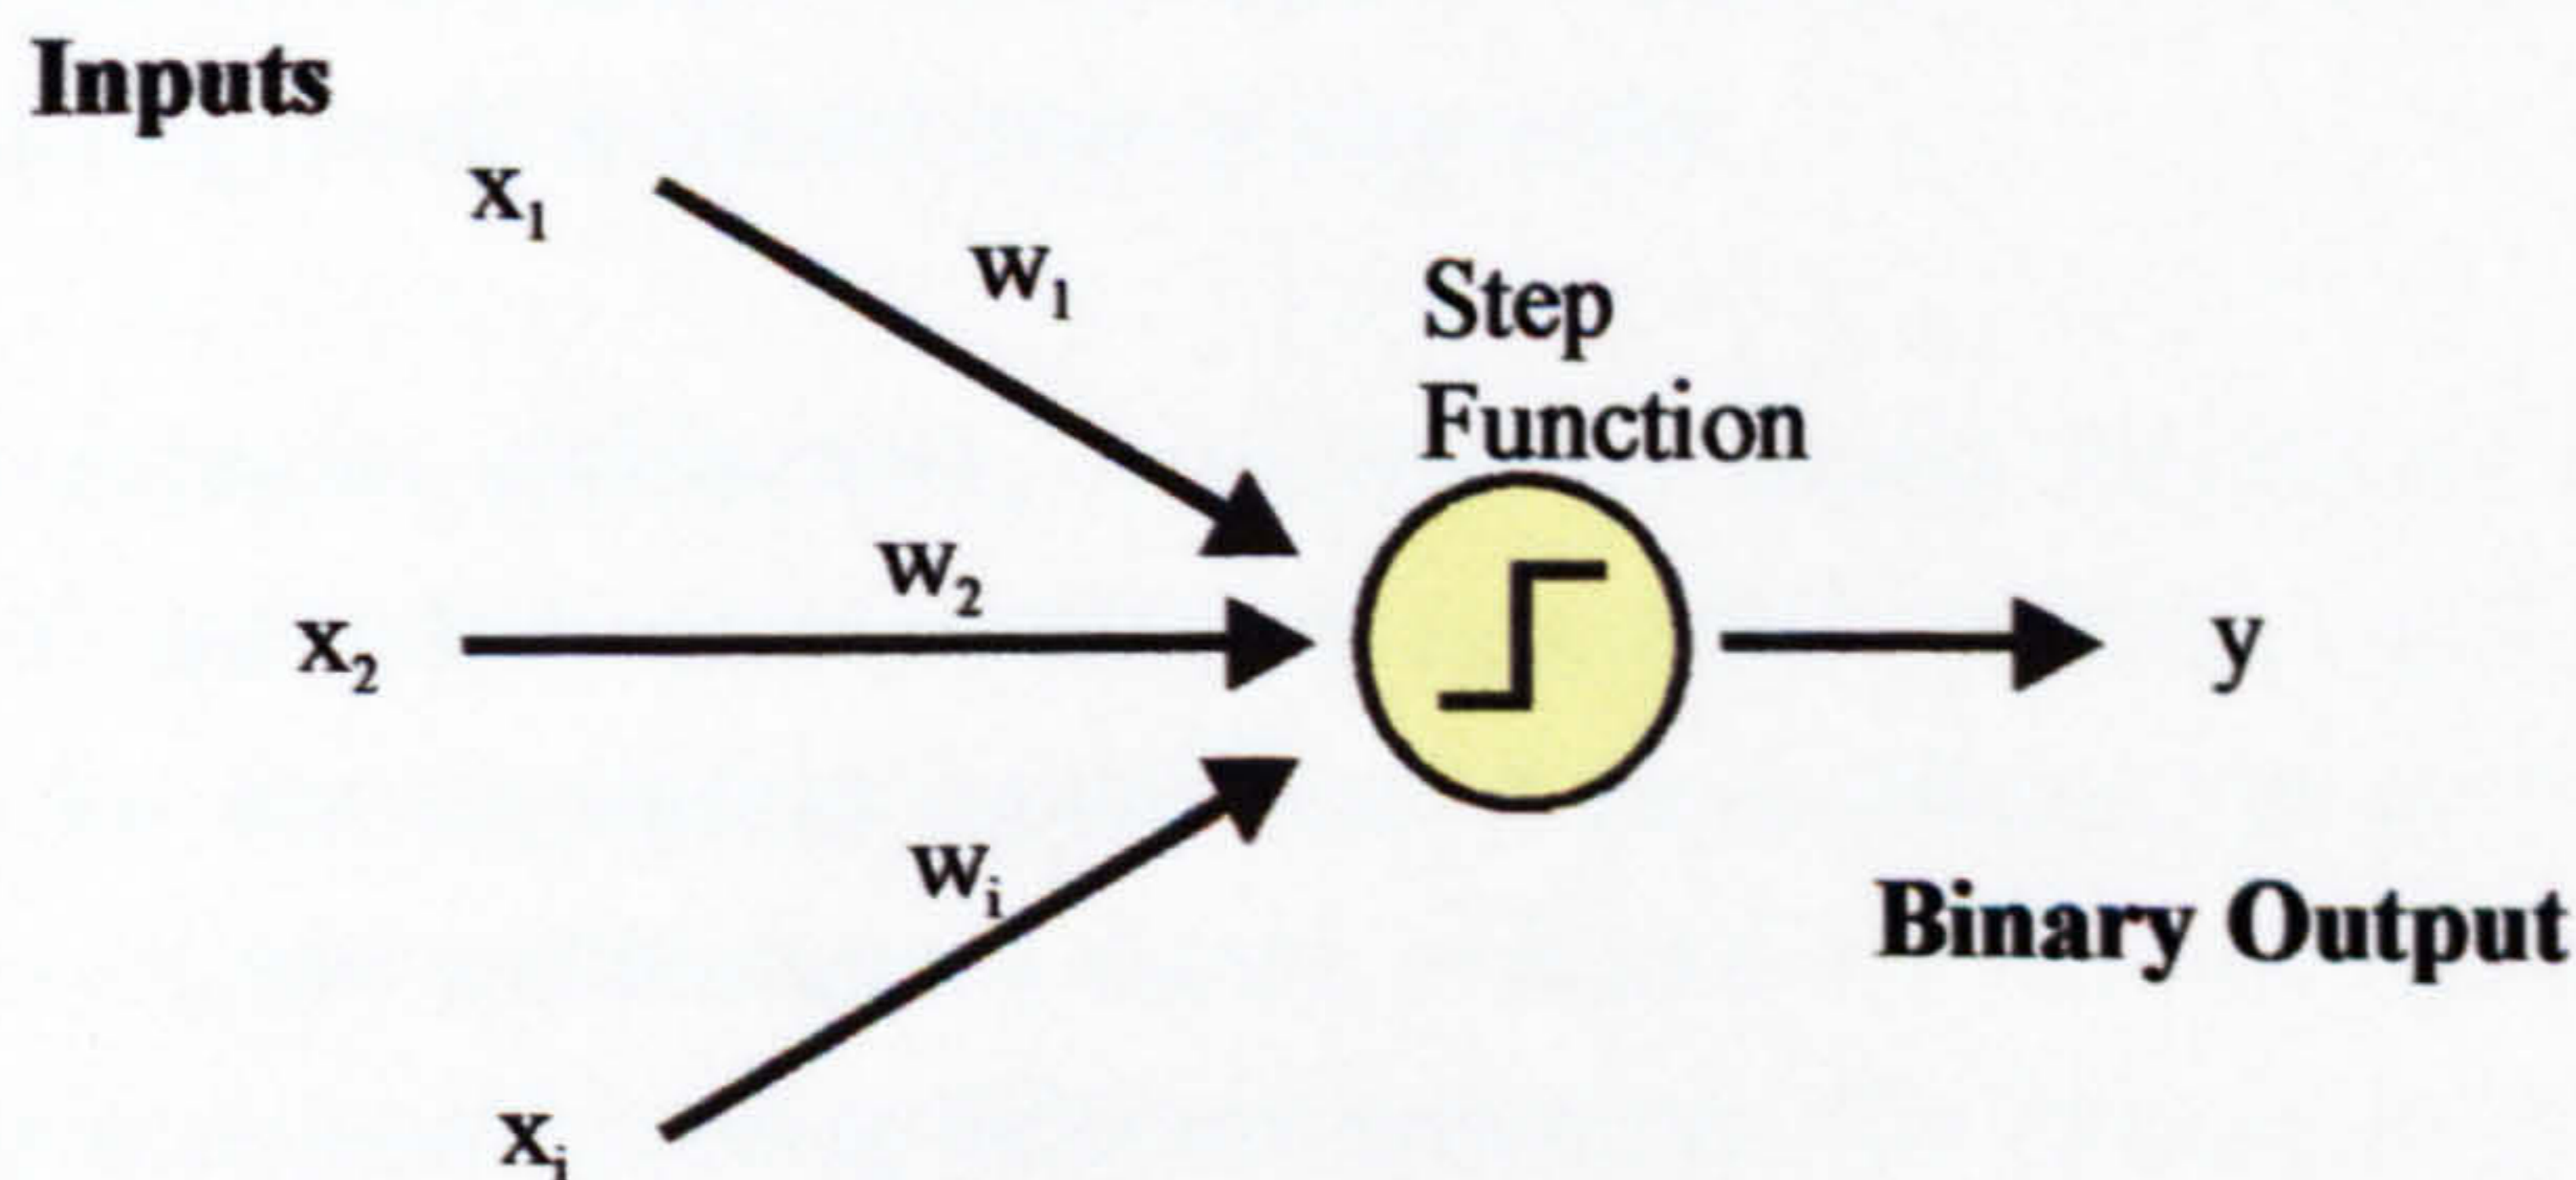 Inputs
x₁
w₁
Step
Function
w₂
x₂
y
wᵢ
Binary Output
xᵢ